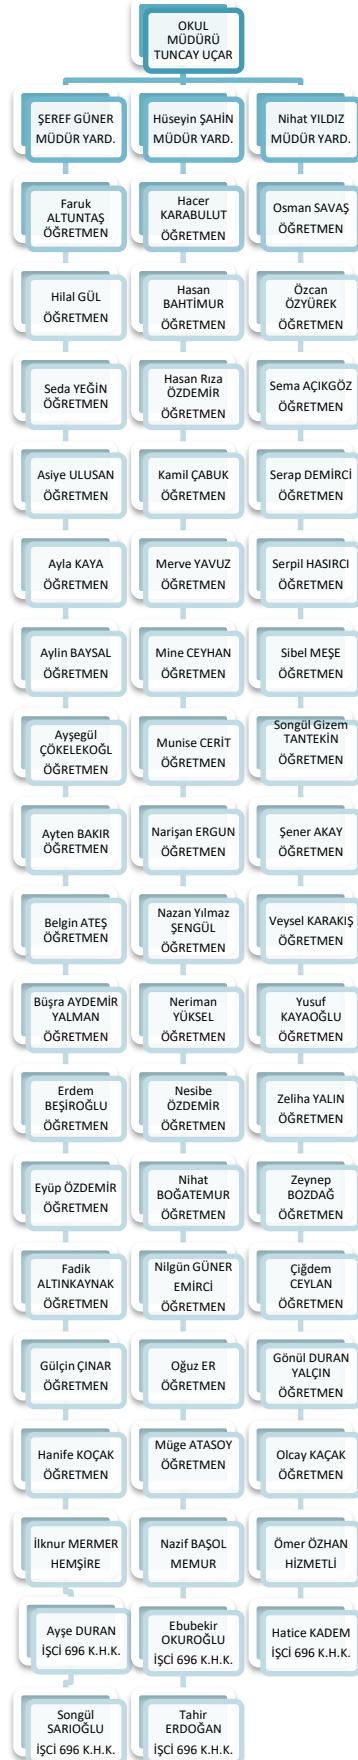 OKUL
MÜDÜRÜ
TUNCAY UÇAR
ŞEREF GÜNER
MÜDÜR YARD.
Hüseyin ŞAHİN
MÜDÜR YARD.
Nihat YILDIZ
MÜDÜR YARD.
Faruk
ALTUNTAŞ
ÖĞRETMEN
Hacer
KARABULUT
ÖĞRETMEN
Osman SAVAŞ
ÖĞRETMEN
Hilal GÜL
ÖĞRETMEN
Hasan
BAHTİMUR
ÖĞRETMEN
Özcan
ÖZYÜREK
ÖĞRETMEN
Seda YEĞİN
ÖĞRETMEN
Hasan Rıza
ÖZDEMİR
ÖĞRETMEN
Sema AÇIKGÖZ
ÖĞRETMEN
Asiye ULUSAN
ÖĞRETMEN
Kamil ÇABUK
ÖĞRETMEN
Serap DEMİRCİ
ÖĞRETMEN
Ayla KAYA
ÖĞRETMEN
Merve YAVUZ
ÖĞRETMEN
Serpil HASIRCI
ÖĞRETMEN
Aylin BAYSAL
ÖĞRETMEN
Mine CEYHAN
ÖĞRETMEN
Sibel MEŞE
ÖĞRETMEN
Ayşegül
ÇÖKELEKOĞL
ÖĞRETMEN
Munise CERİT
ÖĞRETMEN
Songül Gizem
TANTEKİN
ÖĞRETMEN
Ayten BAKIR
ÖĞRETMEN
Narişan ERGUN
ÖĞRETMEN
Şener AKAY
ÖĞRETMEN
Belgin ATEŞ
ÖĞRETMEN
Nazan Yılmaz
ŞENGÜL
ÖĞRETMEN
Veysel KARAKIŞ
ÖĞRETMEN
Büşra AYDEMİR
YALMAN
ÖĞRETMEN
Neriman
YÜKSEL
ÖĞRETMEN
Yusuf
KAYAOĞLU
ÖĞRETMEN
Erdem
BEŞİROĞLU
ÖĞRETMEN
Nesibe
ÖZDEMİR
ÖĞRETMEN
Zeliha YALIN
ÖĞRETMEN
Eyüp ÖZDEMİR
ÖĞRETMEN
Nihat
BOĞATEMUR
ÖĞRETMEN
Zeynep
BOZDAĞ
ÖĞRETMEN
Fadik
ALTINKAYNAK
ÖĞRETMEN
Nilgün GÜNER
EMİRCİ
ÖĞRETMEN
Çiğdem
CEYLAN
ÖĞRETMEN
Gülçin ÇINAR
ÖĞRETMEN
Oğuz ER
ÖĞRETMEN
Gönül DURAN
YALÇIN
ÖĞRETMEN
Hanife KOÇAK
ÖĞRETMEN
Müge ATASOY
ÖĞRETMEN
Olcay KAÇAK
ÖĞRETMEN
İlknur MERMER
HEMŞİRE
Nazif BAŞOL
MEMUR
Ömer ÖZHAN
HİZMETLİ
Ayşe DURAN
İŞCİ 696 K.H.K.
Ebubekir
OKUROĞLU
İŞCİ 696 K.H.K.
Hatice KADEM
İŞCİ 696 K.H.K.
Songül
SARIOĞLU
İŞCİ 696 K.H.K.
Tahir
ERDOĞAN
İŞCİ 696 K.H.K.